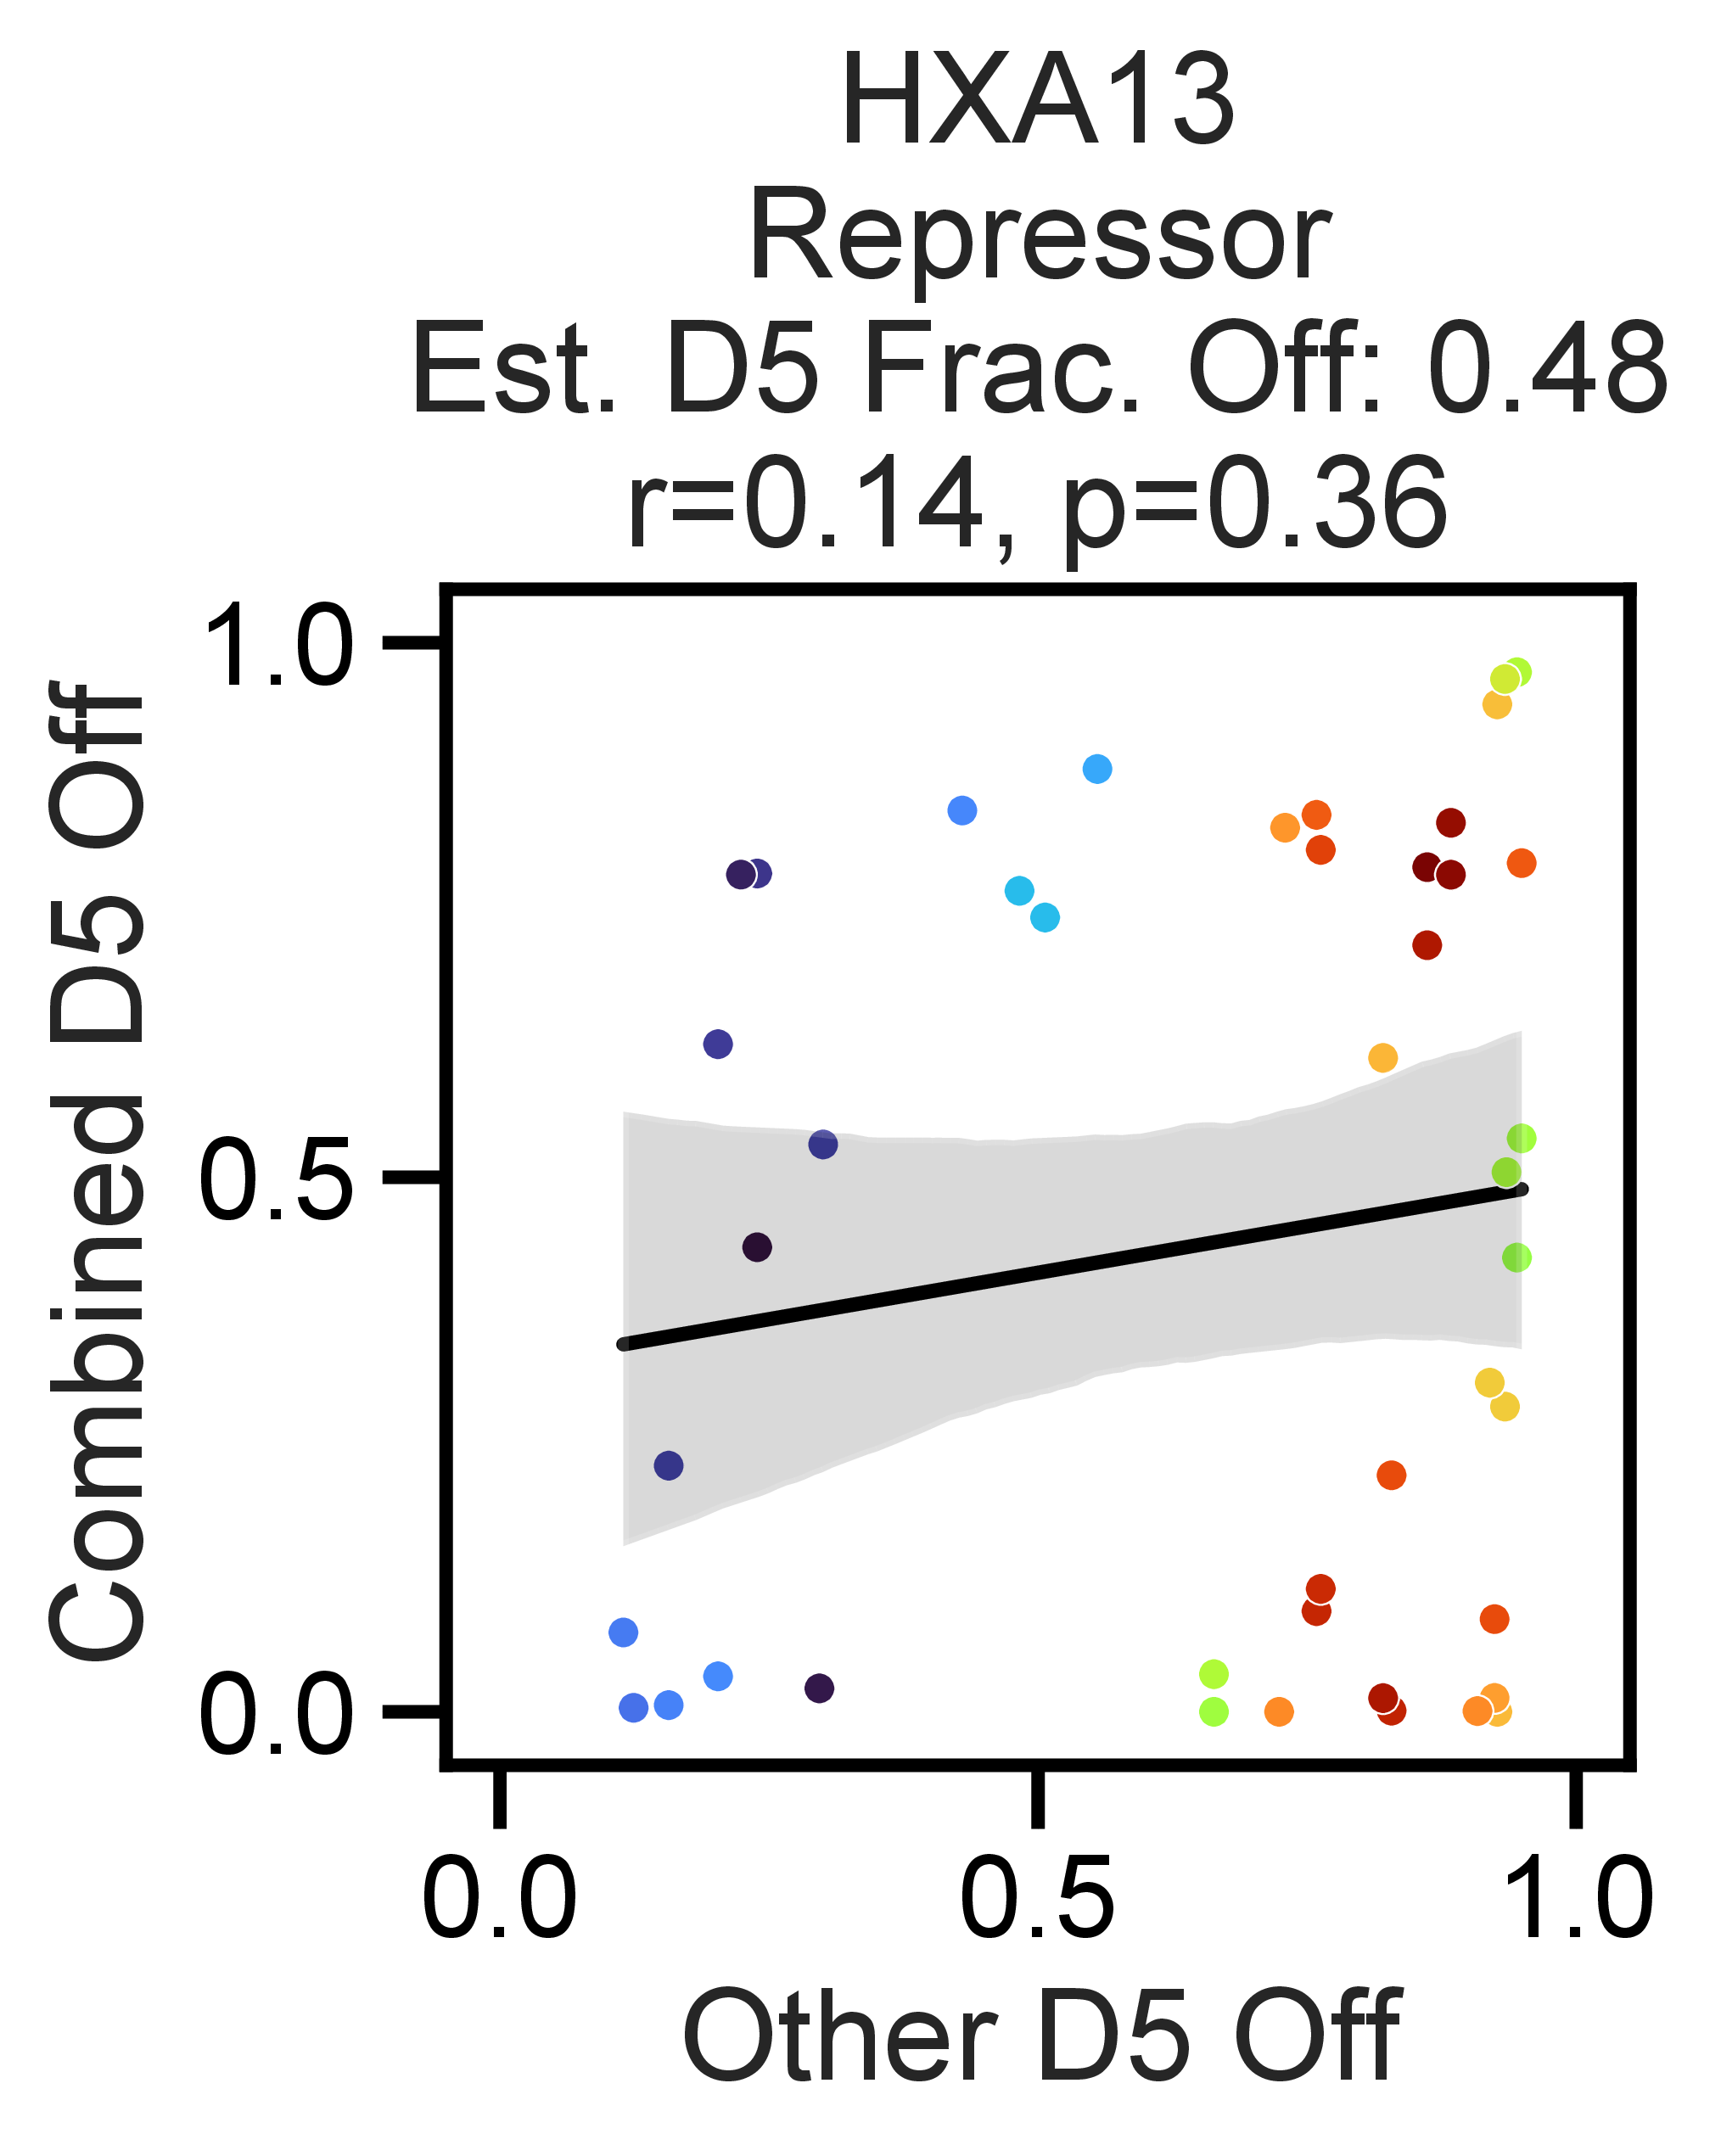 HXA13
Repressor
Est. D5 Frac. Off: 0.48
r=0.14, p=0.36
1.0
0.5
0.0
Combined D5 Off
0.0 0.5 1.0
Other D5 Off